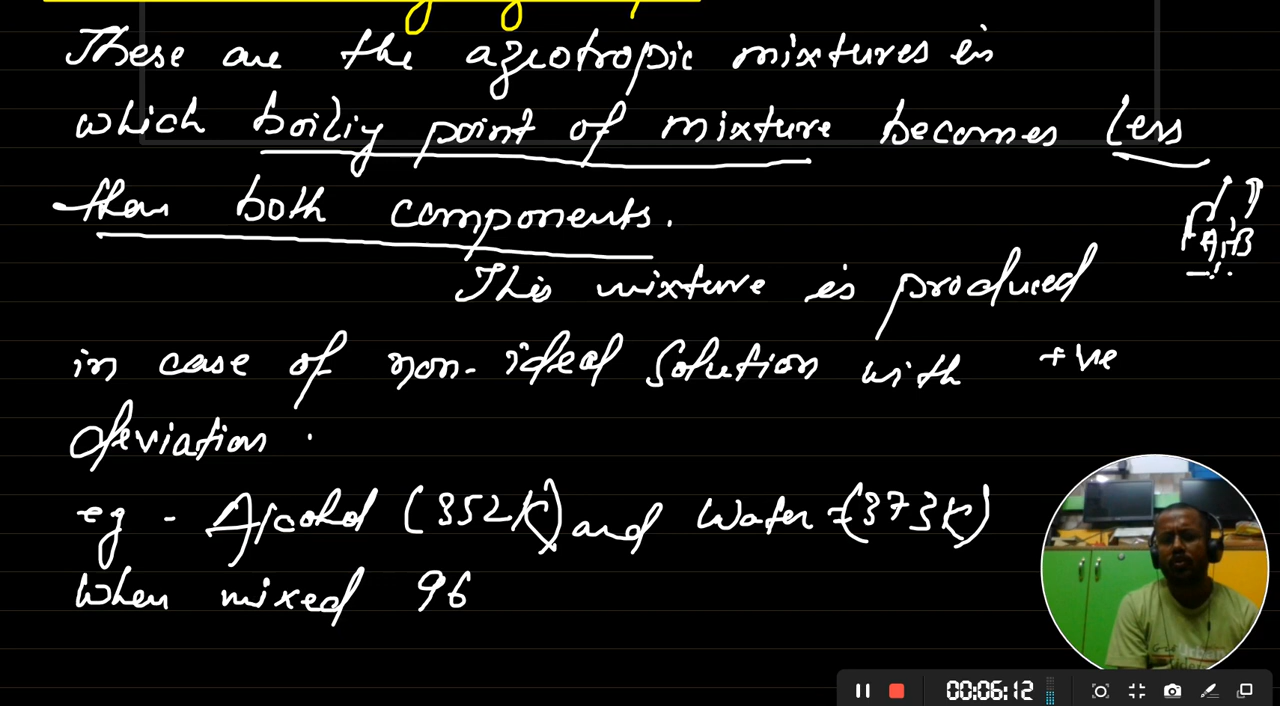 These are the azeotropic mixtures in
which boiliy point of mixture becomes less
than both components.
A + B
This mixture is produced
in case of non-ideal solution with +ve
deviation.
eg - Alcohol (352K) and Water = (373K)
When mixed 96
00:06:12